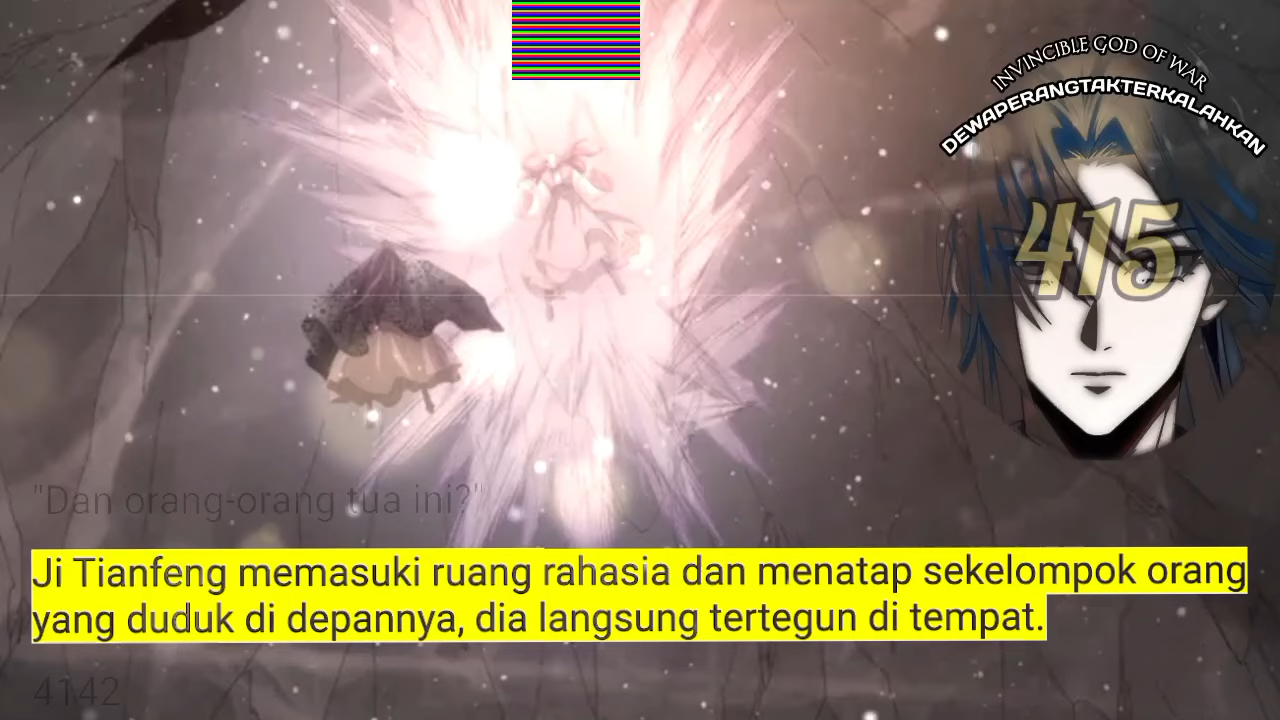 INVINCIBLE GOD OF WAR
DEWAPERANGTAKTERKALAHKAN
415
"Dan orang-orang tua ini?"
Ji Tianfeng memasuki ruang rahasia dan menatap sekelompok orang
yang duduk di depannya, dia langsung tertegun di tempat.
4142